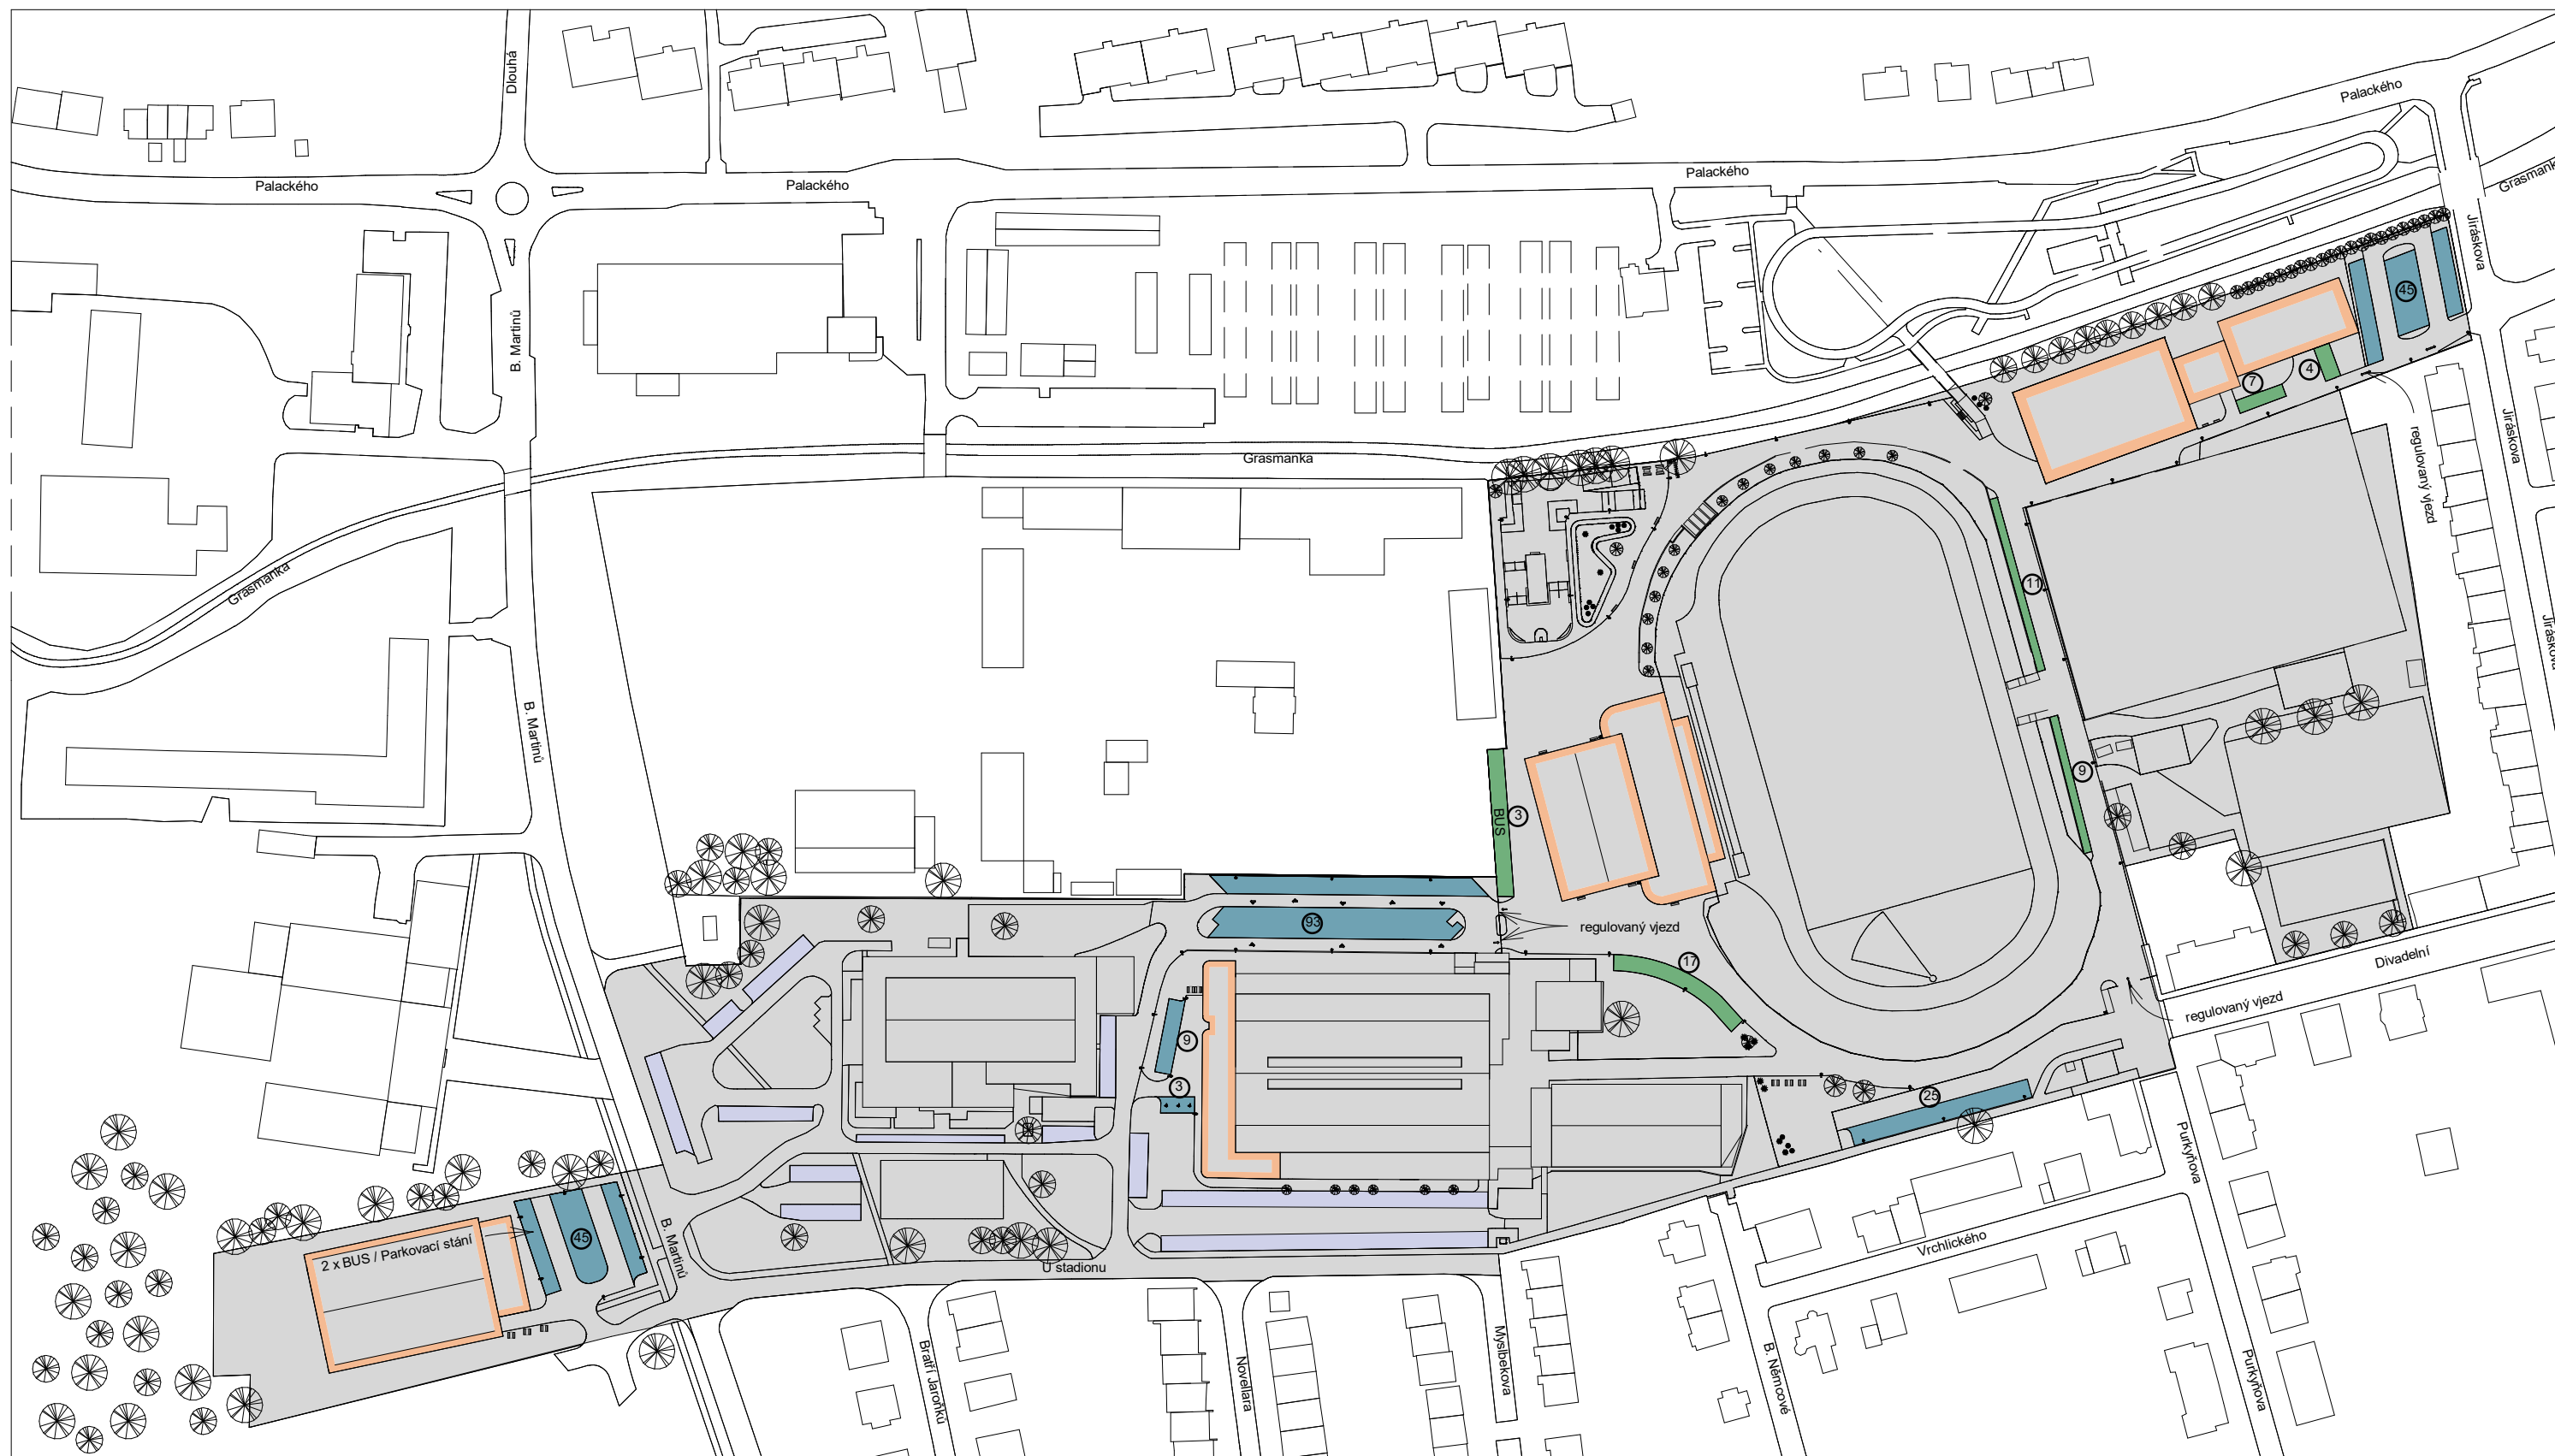 Dlouhá
Palackého
Palackého
Palackého
Palackého
Grasmank
Jiráskova
B. Martinů
45
4
7
regulovaný vjezd
Jiráskova
Grasmanka
Grasmanka
11
Jiráskova
B. Martinů
9
BUS
3
93
regulovaný vjezd
17
Divadelní
regulovaný vjezd
9
3
25
Purkyňova
B. Martinů
2 x BUS / Parkovací stání
45
U stadionu
Vrchlického
Bratří Jaroňků
Novellara
Myslbekova
B. Němcové
Purkyňova